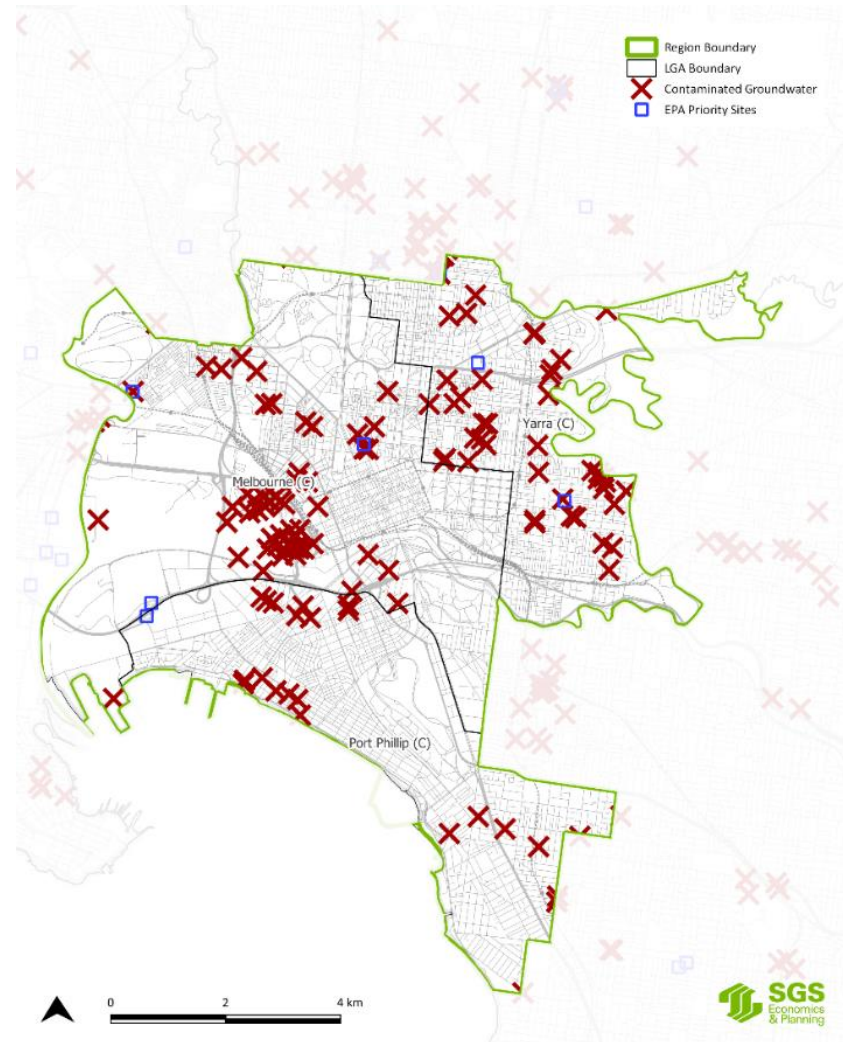 Region Boundary
LGA Boundary
Contaminated Groundwater
EPA Priority Sites
Yarra (C)
Melbourne (C)
Port Phillip (C)
0 2 4 km
SGS
Economics
& Planning